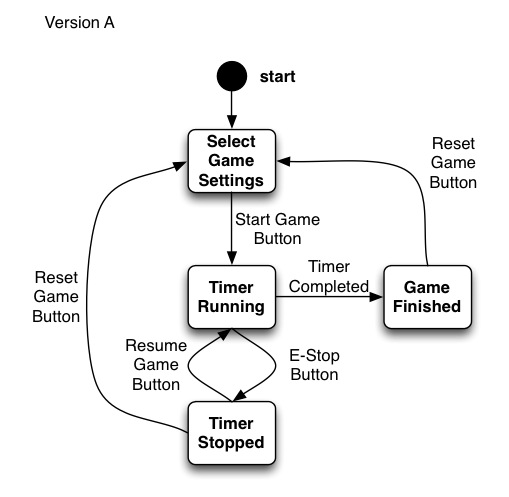 Version A
start
Select
Game
Settings
Reset
Game
Button
Start Game
Button
Timer
Completed
Timer
Running
Game
Finished
Reset
Game
Button
Resume
Game
Button
E-Stop
Button
Timer
Stopped